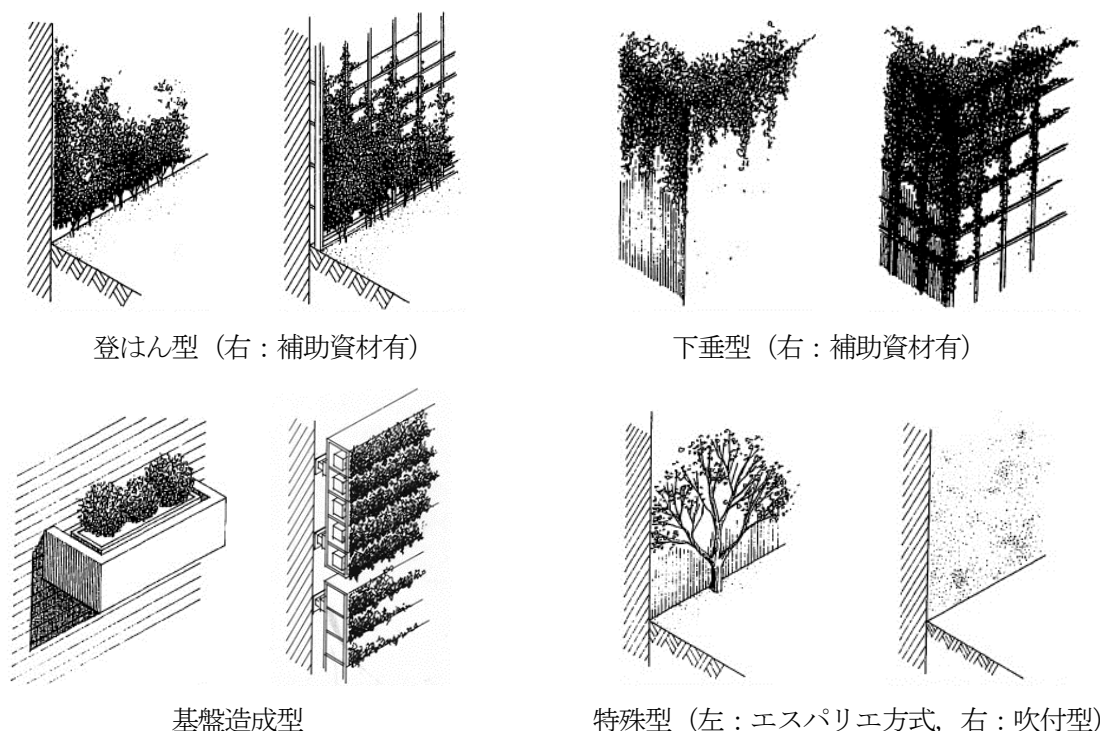 登はん型（右：補助資材有）
下垂型（右：補助資材有）
基盤造成型
特殊型（左：エスパリエ方式，右：吹付型）